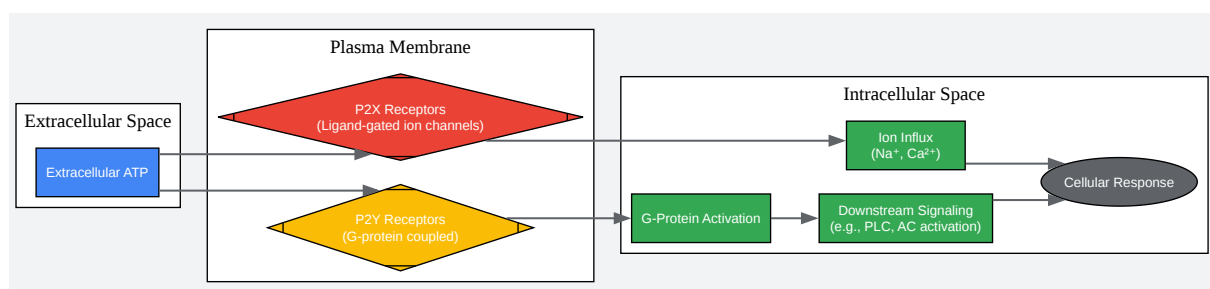 Extracellular Space
Extracellular ATP
Plasma Membrane
P2X Receptors
(Ligand-gated ion channels)
P2Y Receptors
(G-protein coupled)
Intracellular Space
Ion Influx
(Na⁺, Ca²⁺)
G-Protein Activation
Downstream Signaling
(e.g., PLC, AC activation)
Cellular Response